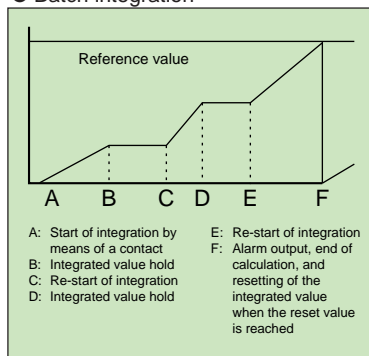 Batch integration
Reference value
A B C D E F
A: Start of integration by
means of a contact
B: Integrated value hold
C: Re-start of integration
D: Integrated value hold
E: Re-start of integration
F: Alarm output, end of
calculation, and
resetting of the
integrated value
when the reset value
is reached